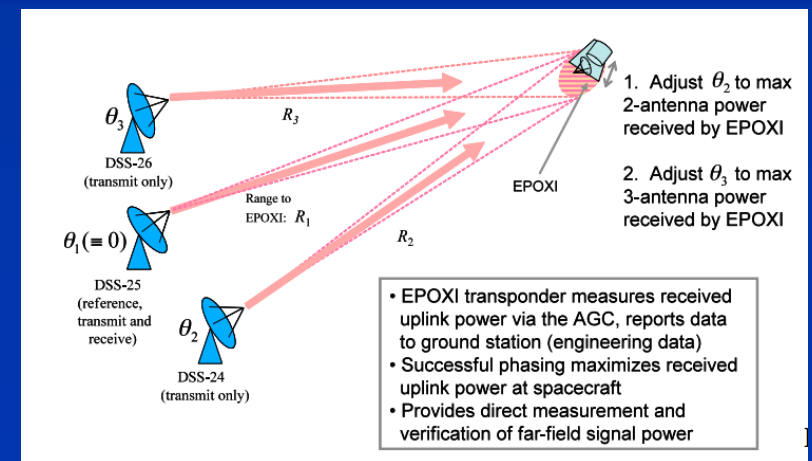 θ3
DSS-26
(transmit only)
R3
Range to
EPOXI: R1
θ1(≡ 0)
DSS-25
(reference,
transmit and
receive)
R2
θ2
DSS-24
(transmit only)
EPOXI
1. Adjust θ2 to max
2-antenna power
received by EPOXI
2. Adjust θ3 to max
3-antenna power
received by EPOXI
• EPOXI transponder measures received
uplink power via the AGC, reports data
to ground station (engineering data)
• Successful phasing maximizes received
uplink power at spacecraft
• Provides direct measurement and
verification of far-field signal power